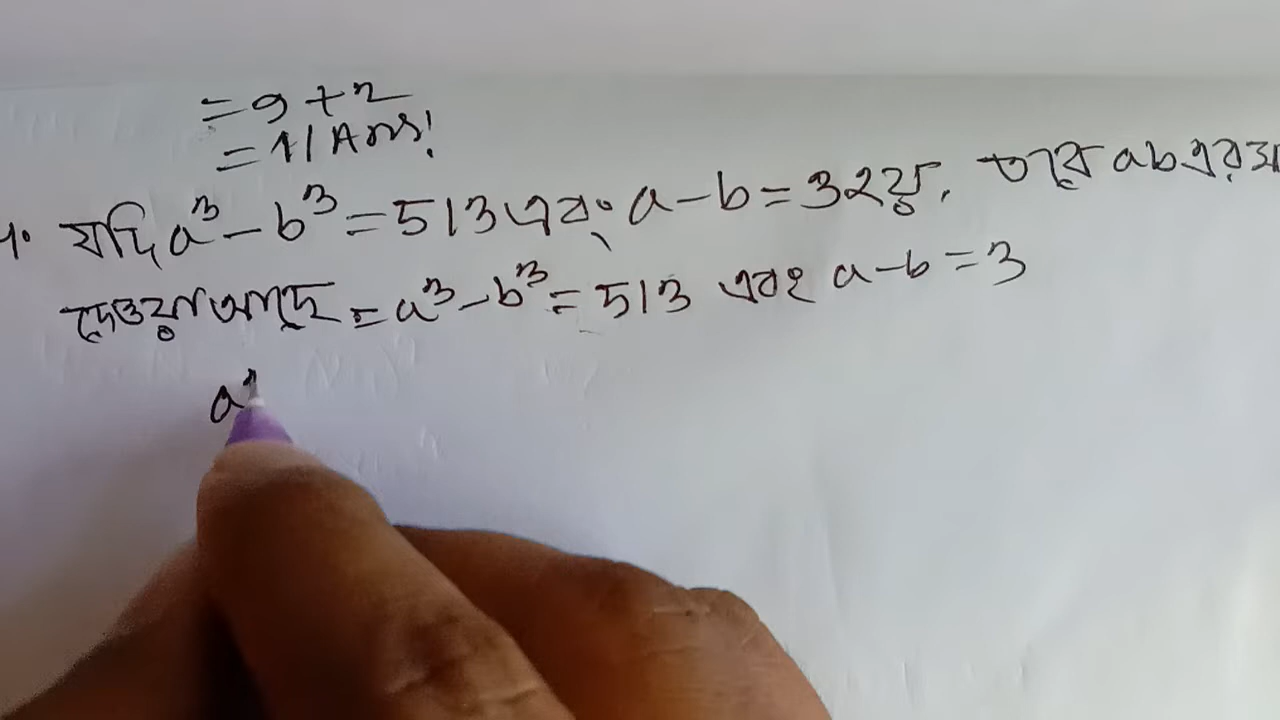 = 9 + 2
= 11 Ans!
যদি a³ - b³ = 513 এবং a - b = 3 হয়, তবে ab এর
দেওয়া আছে = a³ - b³ = 513 এবং a - b = 3
a